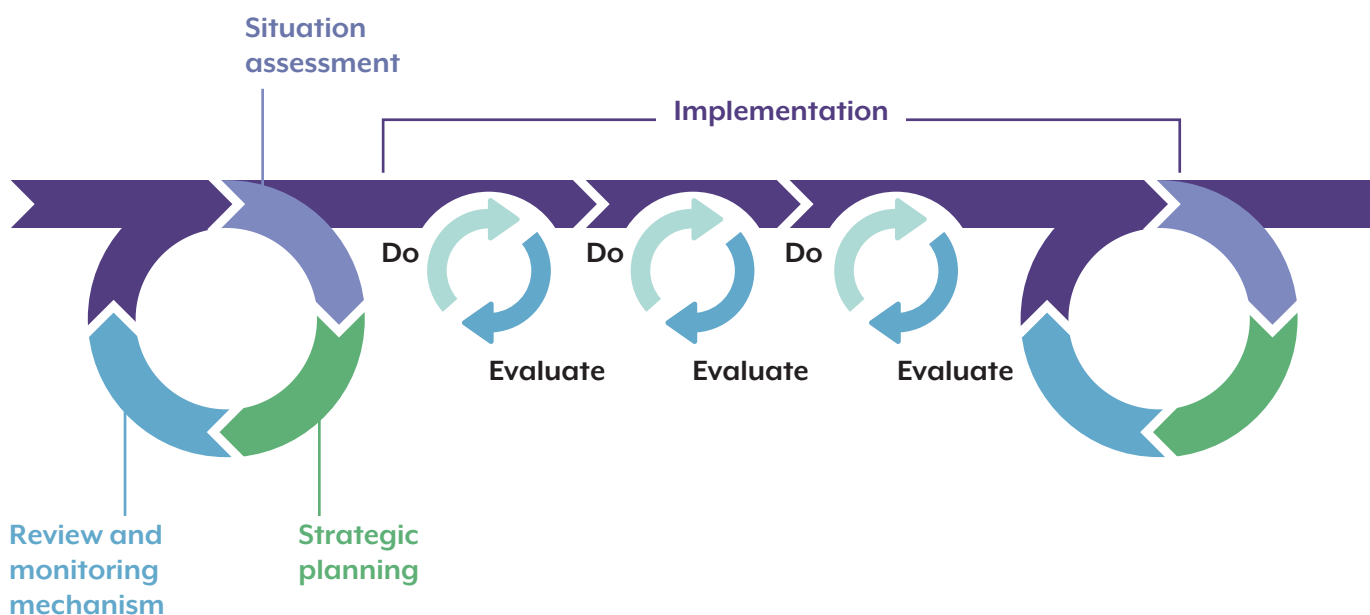 Situation
assessment
Implementation
Do
Do
Do
Evaluate
Evaluate
Evaluate
Review and
monitoring
mechanism
Strategic
planning